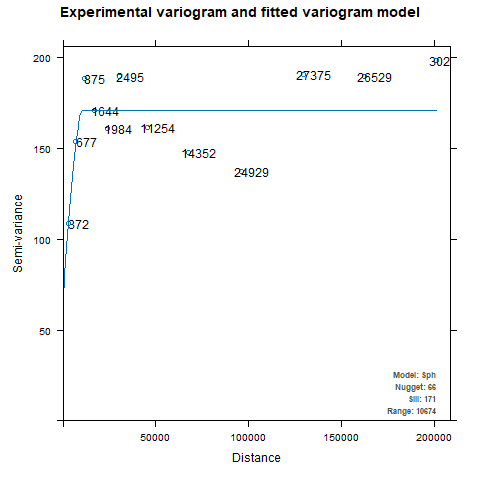 Experimental variogram and fitted variogram model
200
150
100
50
Semi-variance
302
875
2495
27375
26529
1644
1984
11254
677
14352
24929
372
Model: Sph
Nugget: 66
Sill: 171
Range: 10674
50000
100000
150000
200000
Distance